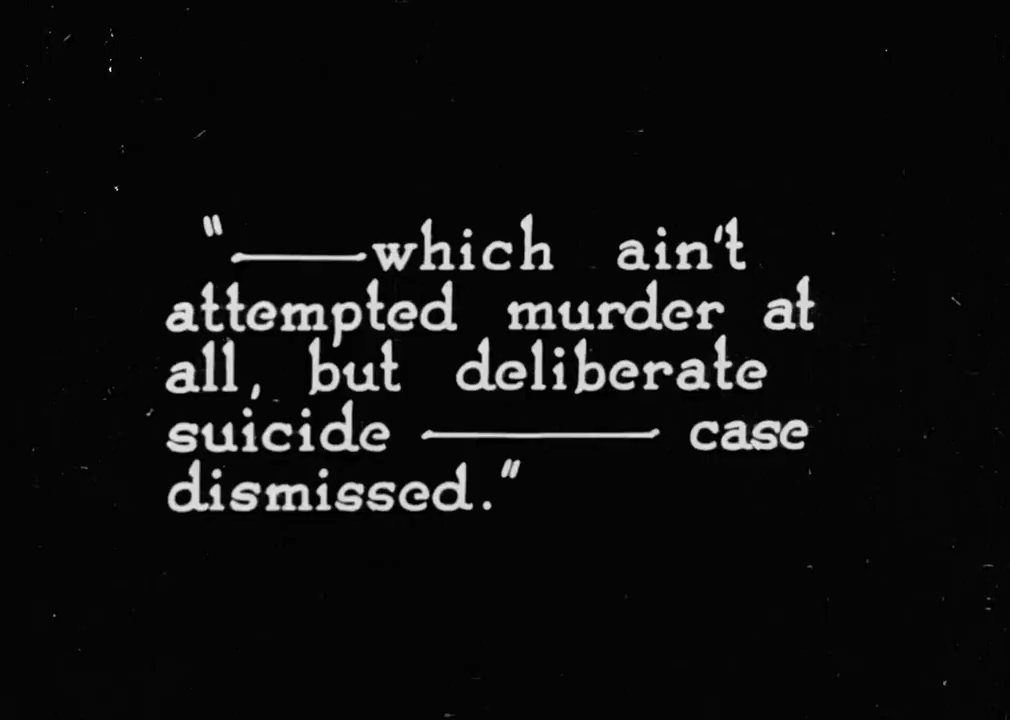 "——which ain't
attempted murder at
all, but deliberate
suicide —— case
dismissed."